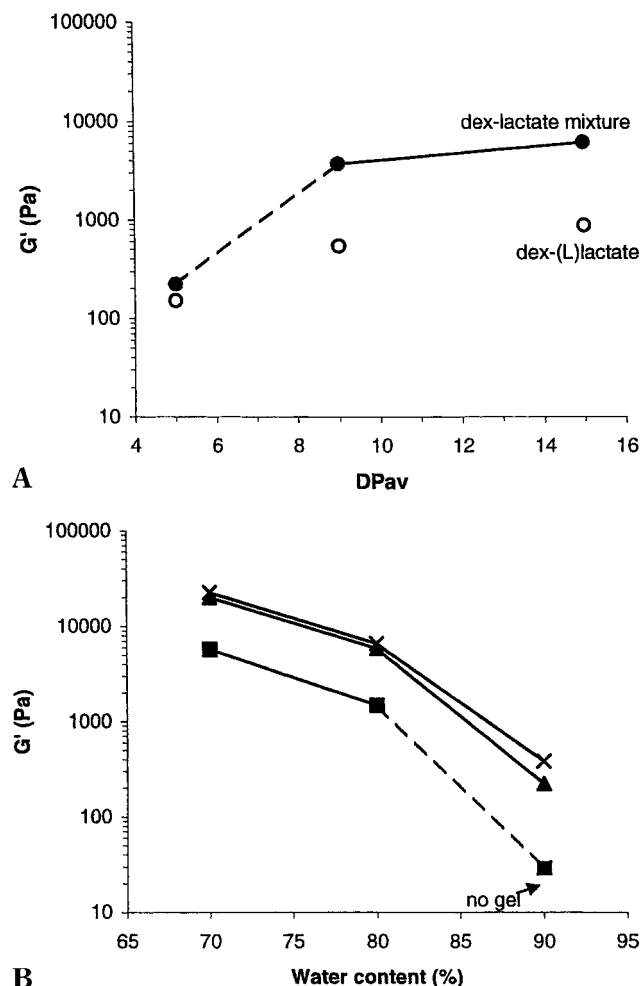 100000
10000
1000
100
10
G' (Pa)
dex-lactate mixture
dex-(L)lactate
4 6 8 10 12 14 16
DPav
A
100000
10000
1000
100
10
G' (Pa)
no gel
65 70 75 80 85 90 95
Water content (%)
B